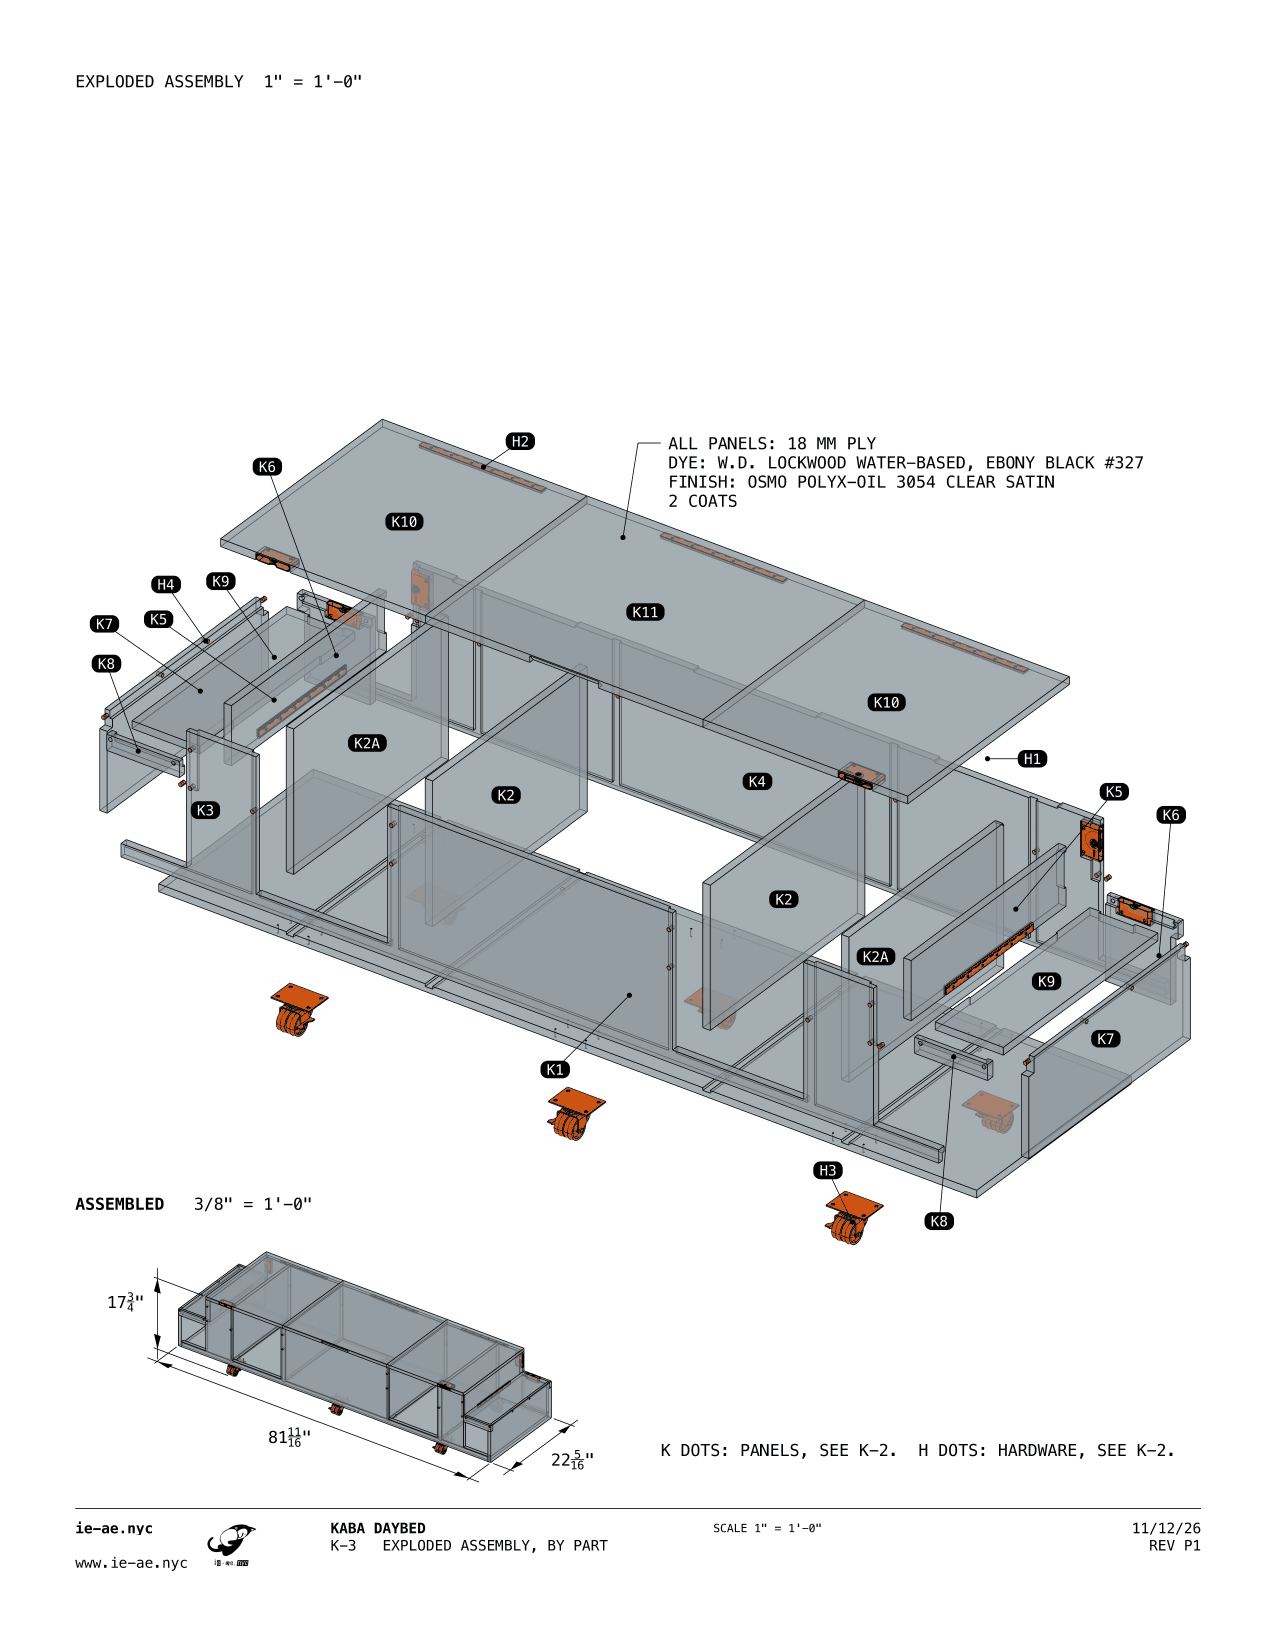 EXPLODED ASSEMBLY  1" = 1'-0"
H2
ALL PANELS: 18 MM PLY
DYE: W.D. LOCKWOOD WATER-BASED, EBONY BLACK #327
FINISH: OSMO POLYX-OIL 3054 CLEAR SATIN
2 COATS
K6
K10
H4
K9
K5
K7
K8
K11
K10
K2A
H1
K4
K5
K2
K3
K6
K2
K2A
K9
K7
K1
H3
K8
ASSEMBLED   3/8" = 1'-0"
17 3/4"
81 11/16"
22 5/16"
K DOTS: PANELS, SEE K-2.  H DOTS: HARDWARE, SEE K-2.
ie-ae.nyc
www.ie-ae.nyc
ie-ae.nyc
KABA DAYBED
K-3   EXPLODED ASSEMBLY, BY PART
SCALE 1" = 1'-0"
11/12/26
REV P1